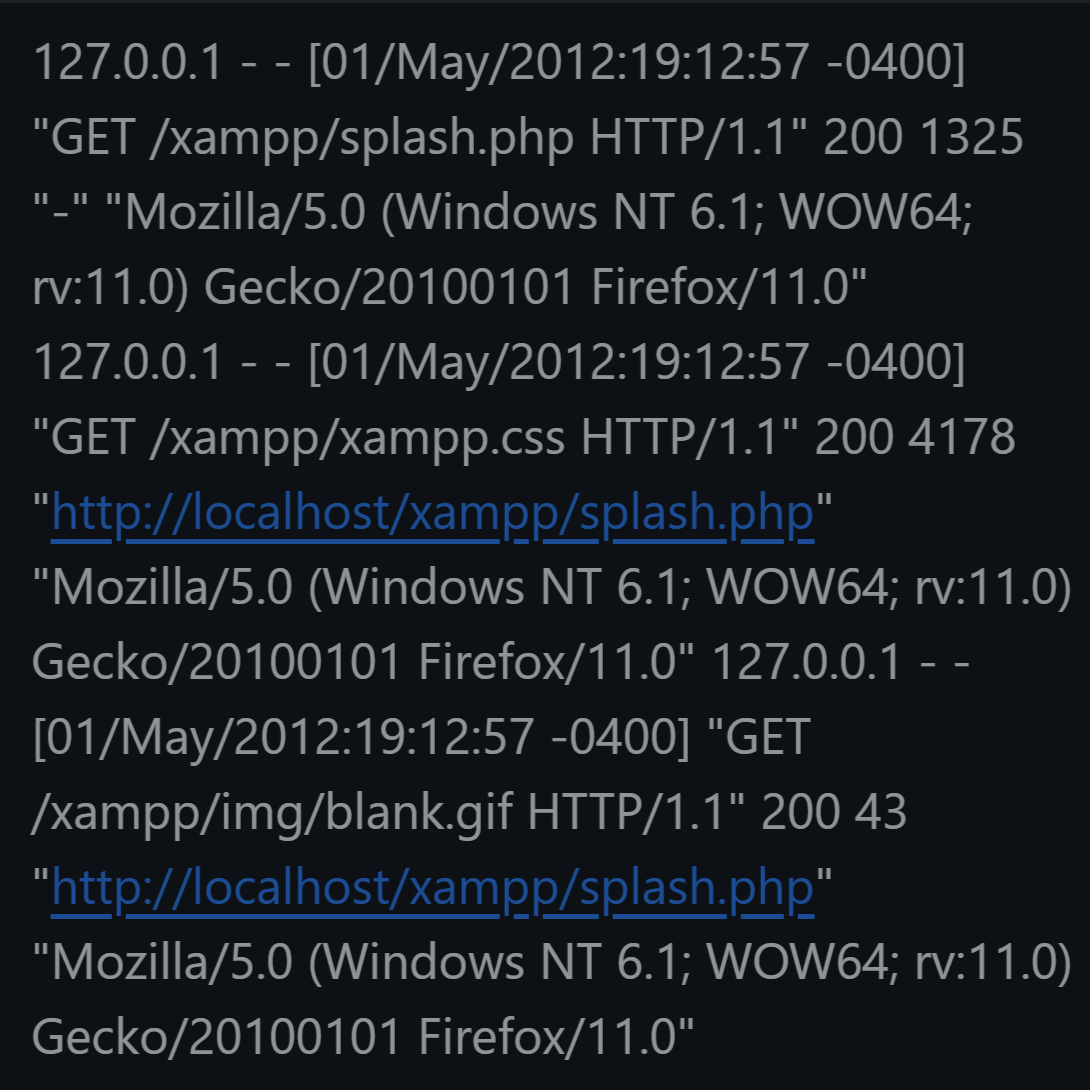 127.0.0.1 - - [01/May/2012:19:12:57 -0400]
"GET /xampp/splash.php HTTP/1.1" 200 1325
"-" "Mozilla/5.0 (Windows NT 6.1; WOW64;
rv:11.0) Gecko/20100101 Firefox/11.0"
127.0.0.1 - - [01/May/2012:19:12:57 -0400]
"GET /xampp/xampp.css HTTP/1.1" 200 4178
"http://localhost/xampp/splash.php"
"Mozilla/5.0 (Windows NT 6.1; WOW64; rv:11.0)
Gecko/20100101 Firefox/11.0" 127.0.0.1 - -
[01/May/2012:19:12:57 -0400] "GET
/xampp/img/blank.gif HTTP/1.1" 200 43
"http://localhost/xampp/splash.php"
"Mozilla/5.0 (Windows NT 6.1; WOW64; rv:11.0)
Gecko/20100101 Firefox/11.0"